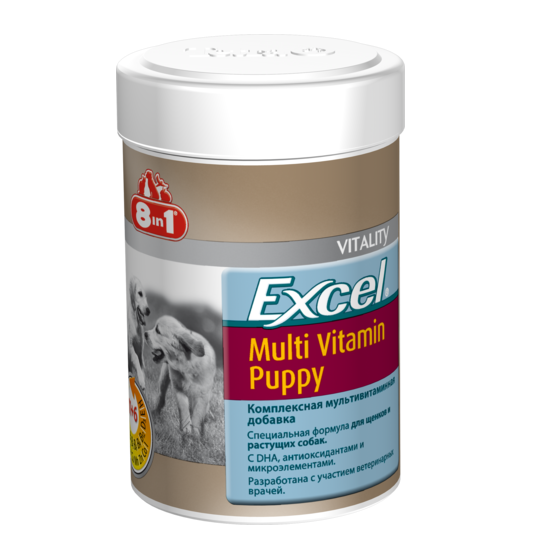 8in1®
VITALITY
Excel®
Multi Vitamin
Puppy
Комплексная мультивитаминная
добавка
Специальная формула для щенков и
растущих собак.
С DHA, антиоксидантами и
микроэлементами.
Разработана с участием ветеринарных
врачей.